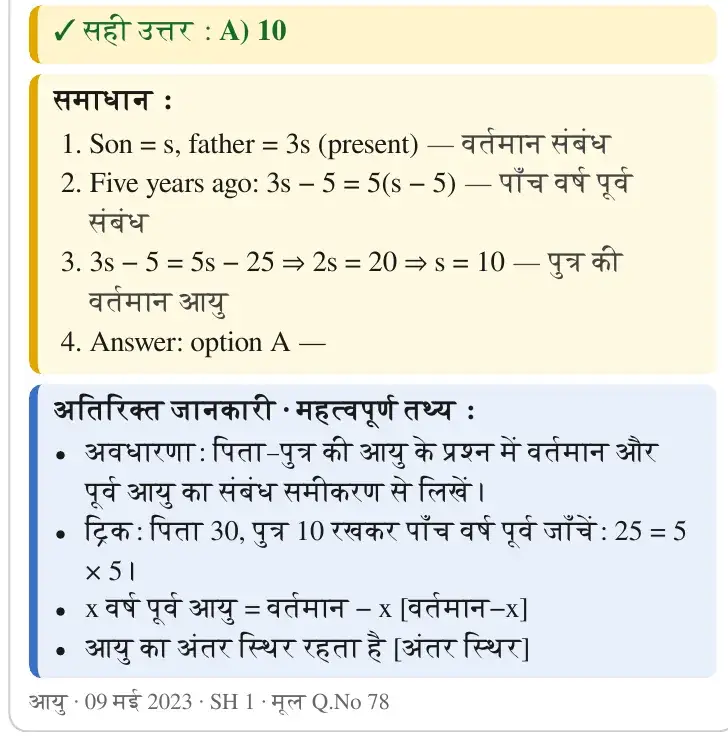 ✓ सही उत्तर : A) 10
समाधान :
1. Son = s, father = 3s (present) — वर्तमान संबंध
2. Five years ago: 3s − 5 = 5(s − 5) — पाँच वर्ष पूर्व
संबंध
3. 3s − 5 = 5s − 25 ⇒ 2s = 20 ⇒ s = 10 — पुत्र की
वर्तमान आयु
4. Answer: option A —
अतिरिक्त जानकारी · महत्वपूर्ण तथ्य :
• अवधारणा : पिता-पुत्र की आयु के प्रश्न में वर्तमान और
पूर्व आयु का संबंध समीकरण से लिखें।
• ट्रिक : पिता 30, पुत्र 10 रखकर पाँच वर्ष पूर्व जाँचें : 25 = 5
× 5।
• x वर्ष पूर्व आयु = वर्तमान − x [वर्तमान−x]
• आयु का अंतर स्थिर रहता है [अंतर स्थिर]
आयु · 09 मई 2023 · SH 1 · मूल Q.No 78